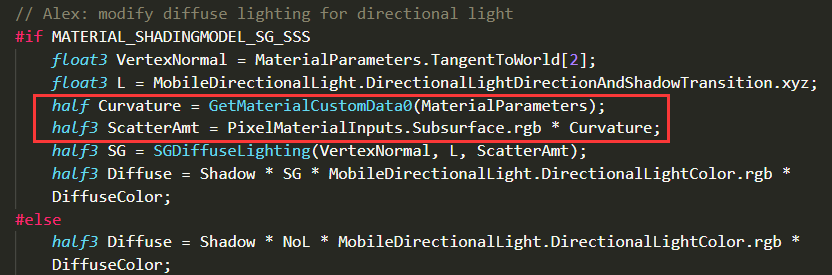 // Alex: modify diffuse lighting for directional light
#if MATERIAL_SHADINGMODEL_SG_SSS
float3 VertexNormal = MaterialParameters.TangentToWorld[2];
float3 L = MobileDirectionalLight.DirectionalLightDirectionAndShadowTransition.xyz;
half Curvature = GetMaterialCustomData0(MaterialParameters);
half3 ScatterAmt = PixelMaterialInputs.Subsurface.rgb * Curvature;
half3 SG = SGDiffuseLighting(VertexNormal, L, ScatterAmt);
half3 Diffuse = Shadow * SG * MobileDirectionalLight.DirectionalLightColor.rgb *
DiffuseColor;
#else
half3 Diffuse = Shadow * NoL * MobileDirectionalLight.DirectionalLightColor.rgb *
DiffuseColor;